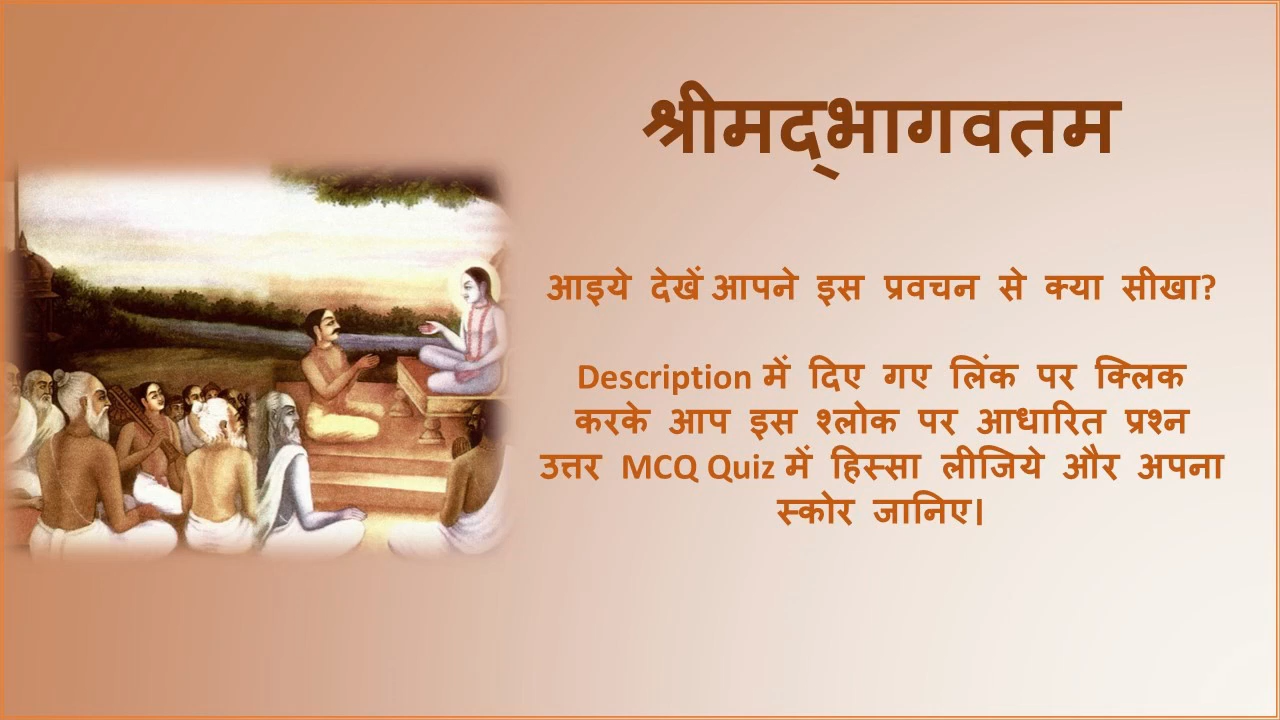 श्रीमद्‌भागवतम
आइये देखें आपने इस प्रवचन से क्या सीखा?
Description में दिए गए लिंक पर क्लिक
करके आप इस श्लोक पर आधारित प्रश्न
उत्तर MCQ Quiz में हिस्सा लीजिये और अपना
स्कोर जानिए।